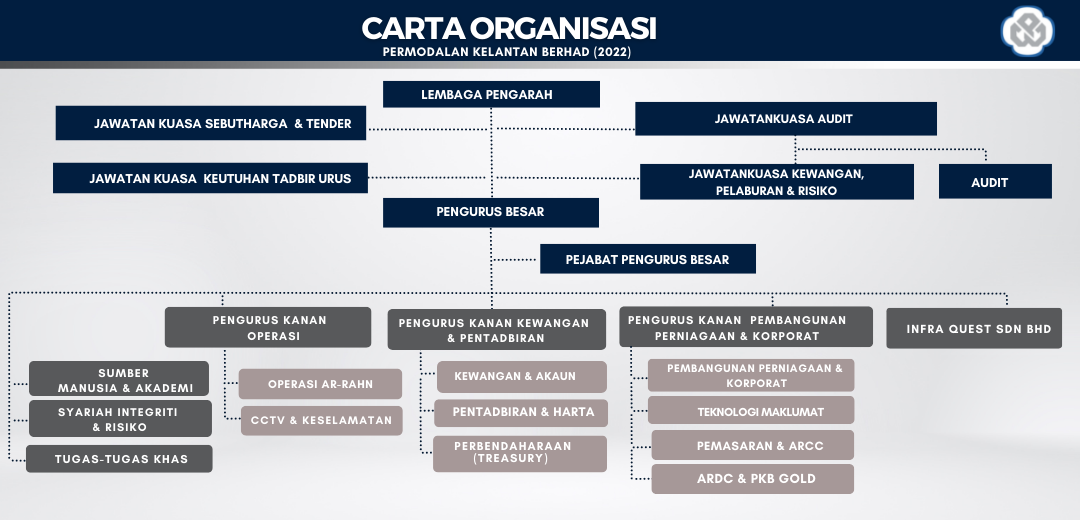 CARTA ORGANISASI
PERMODALAN KELANTAN BERHAD (2022)
LEMBAGA PENGARAH
JAWATAN KUASA SEBUTHARGA & TENDER
JAWATANKUASA AUDIT
JAWATAN KUASA KEUTUHAN TADBIR URUS
JAWATANKUASA KEWANGAN,
PELABURAN & RISIKO
AUDIT
PENGURUS BESAR
PEJABAT PENGURUS BESAR
PENGURUS KANAN
OPERASI
PENGURUS KANAN KEWANGAN
& PENTADBIRAN
PENGURUS KANAN PEMBANGUNAN
PERNIAGAAN & KORPORAT
INFRA QUEST SDN BHD
SUMBER
MANUSIA & AKADEMI
SYARIAH INTEGRITI
& RISIKO
TUGAS-TUGAS KHAS
OPERASI AR-RAHN
CCTV & KESELAMATAN
KEWANGAN & AKAUN
PENTADBIRAN & HARTA
PERBENDAHARAAN
(TREASURY)
PEMBANGUNAN PERNIAGAAN &
KORPORAT
TEKNOLOGI MAKLUMAT
PEMASARAN & ARCC
ARDC & PKB GOLD